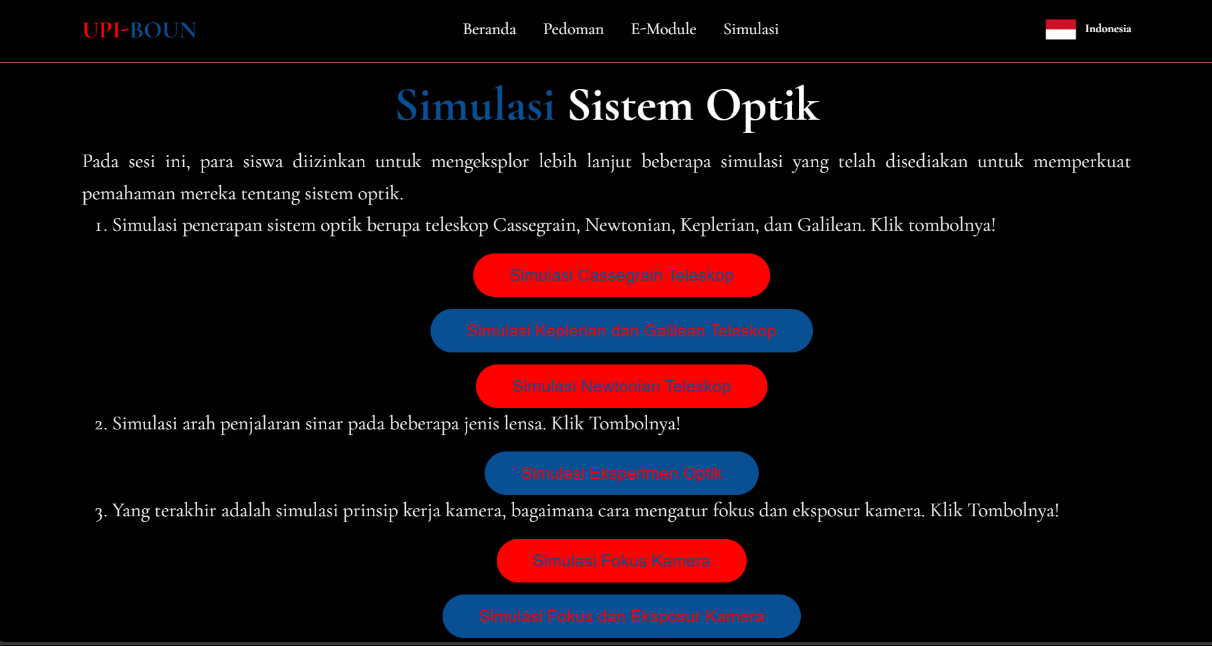 UPI-BOUN
Beranda Pedoman E-Module Simulasi
Indonesia
Simulasi Sistem Optik
Pada sesi ini, para siswa diizinkan untuk mengeksplor lebih lanjut beberapa simulasi yang telah disediakan untuk memperkuat
pemahaman mereka tentang sistem optik.
1. Simulasi penerapan sistem optik berupa teleskop Cassegrain, Newtonian, Keplerian, dan Galilean. Klik tombolnya!
Simulasi Cassegrain Teleskop
Simulasi Keplerian dan Galilean Teleskop
Simulasi Newtonian Teleskop
2. Simulasi arah penjalaran sinar pada beberapa jenis lensa. Klik Tombolnya!
Simulasi Eksperimen Optik
3. Yang terakhir adalah simulasi prinsip kerja kamera, bagaimana cara mengatur fokus dan eksposur kamera. Klik Tombolnya!
Simulasi Fokus Kamera
Simulasi Fokus dan Eksposur Kamera